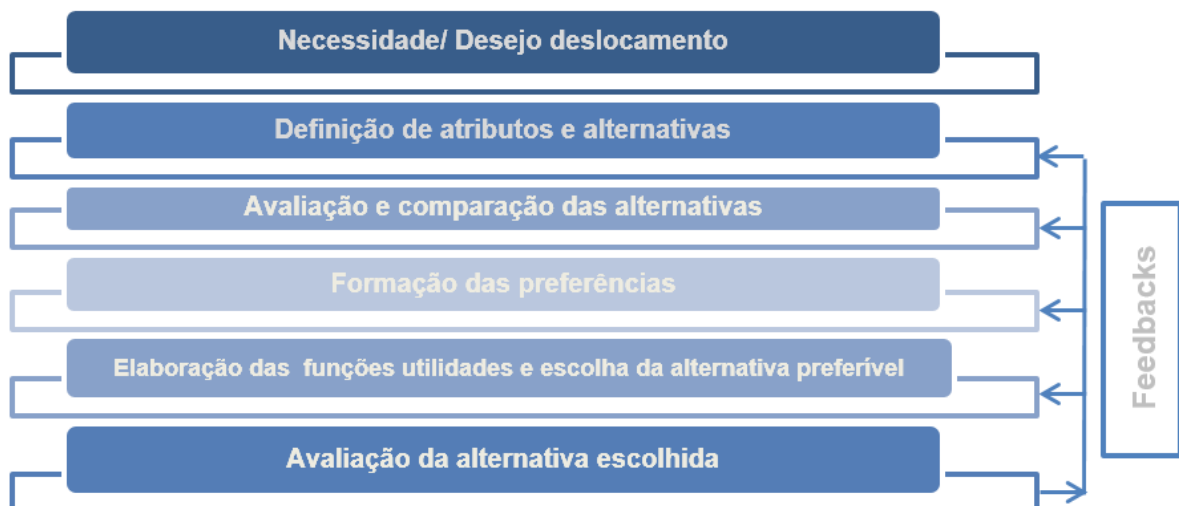 Necessidade/ Desejo deslocamento
Definição de atributos e alternativas
Avaliação e comparação das alternativas
Formação das preferências
Elaboração das funções utilidades e escolha da alternativa preferível
Avaliação da alternativa escolhida
Feedbacks